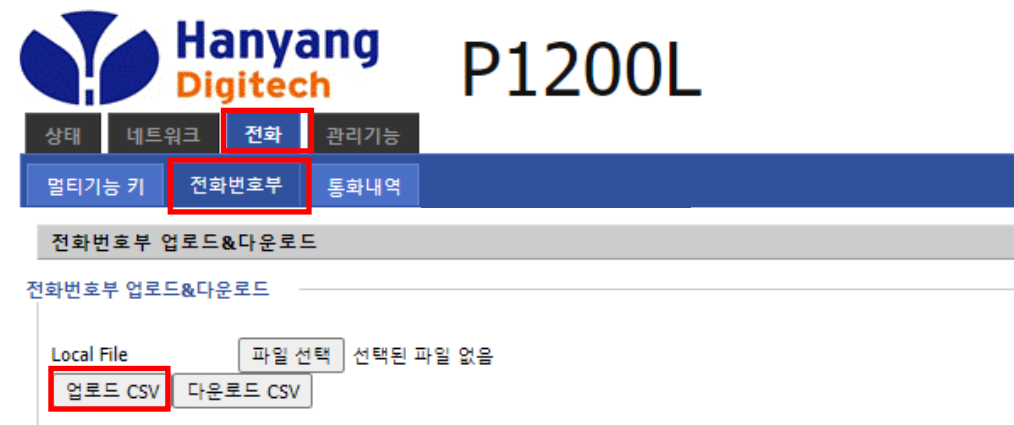 Hanyang
Digitech
P1200L
상태 네트워크 전화 관리기능
멀티기능 키 전화번호부 통화내역
전화번호부 업로드&다운로드
전화번호부 업로드&다운로드
Local File 파일 선택 선택된 파일 없음
업로드 CSV 다운로드 CSV